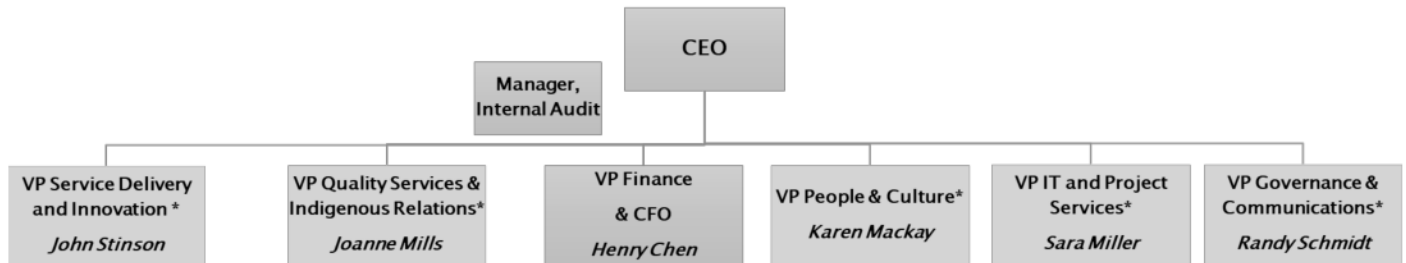 CEO
Manager,
Internal Audit
VP Service Delivery
and Innovation *
John Stinson
VP Quality Services &
Indigenous Relations*
Joanne Mills
VP Finance
& CFO
Henry Chen
VP People & Culture*
Karen Mackay
VP IT and Project
Services*
Sara Miller
VP Governance &
Communications*
Randy Schmidt